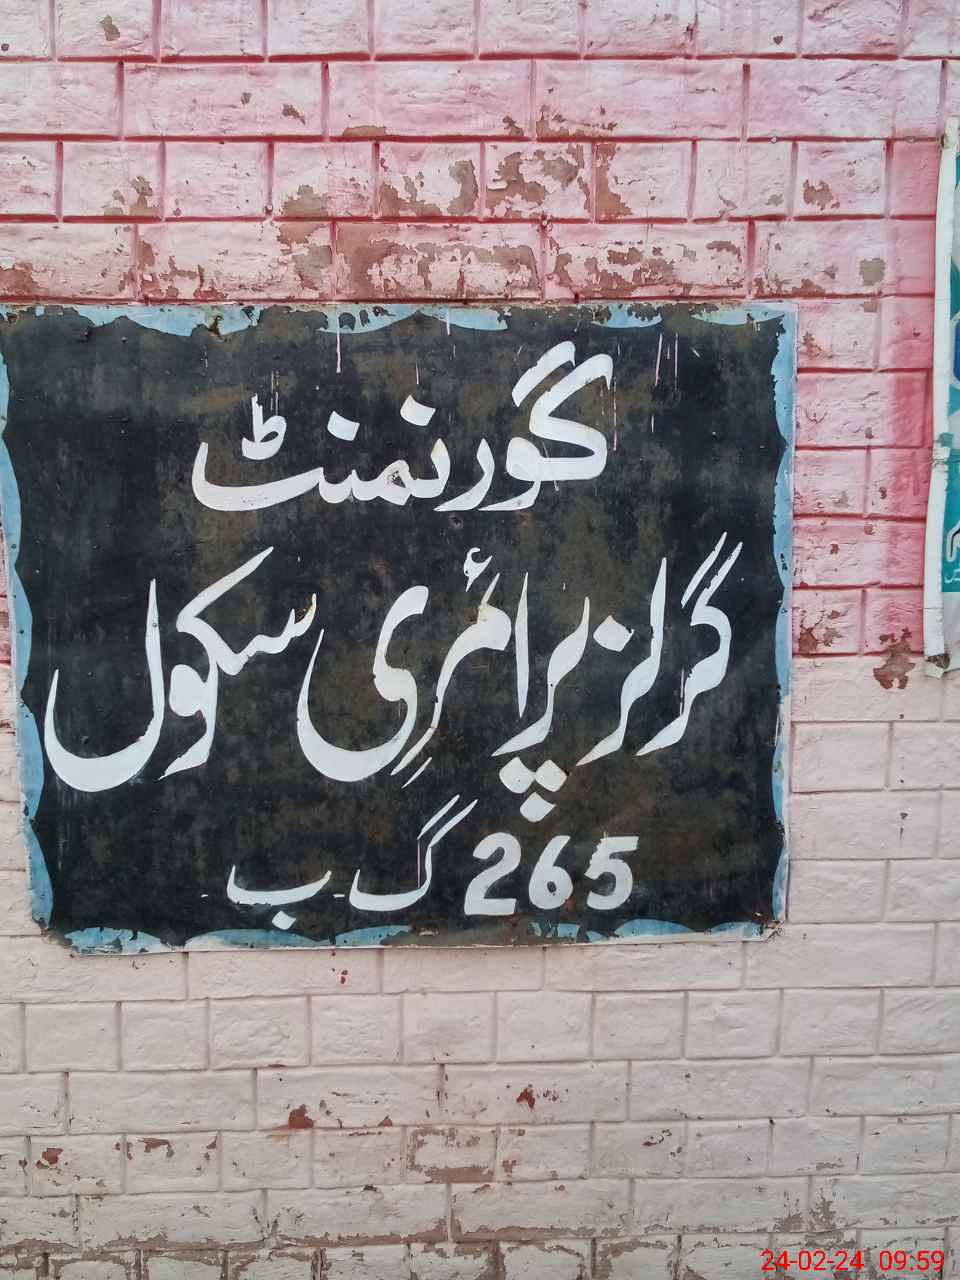 گورنمنٹ
گرلز پرائمری سکول
265 گ ب
24-02-24 09:59